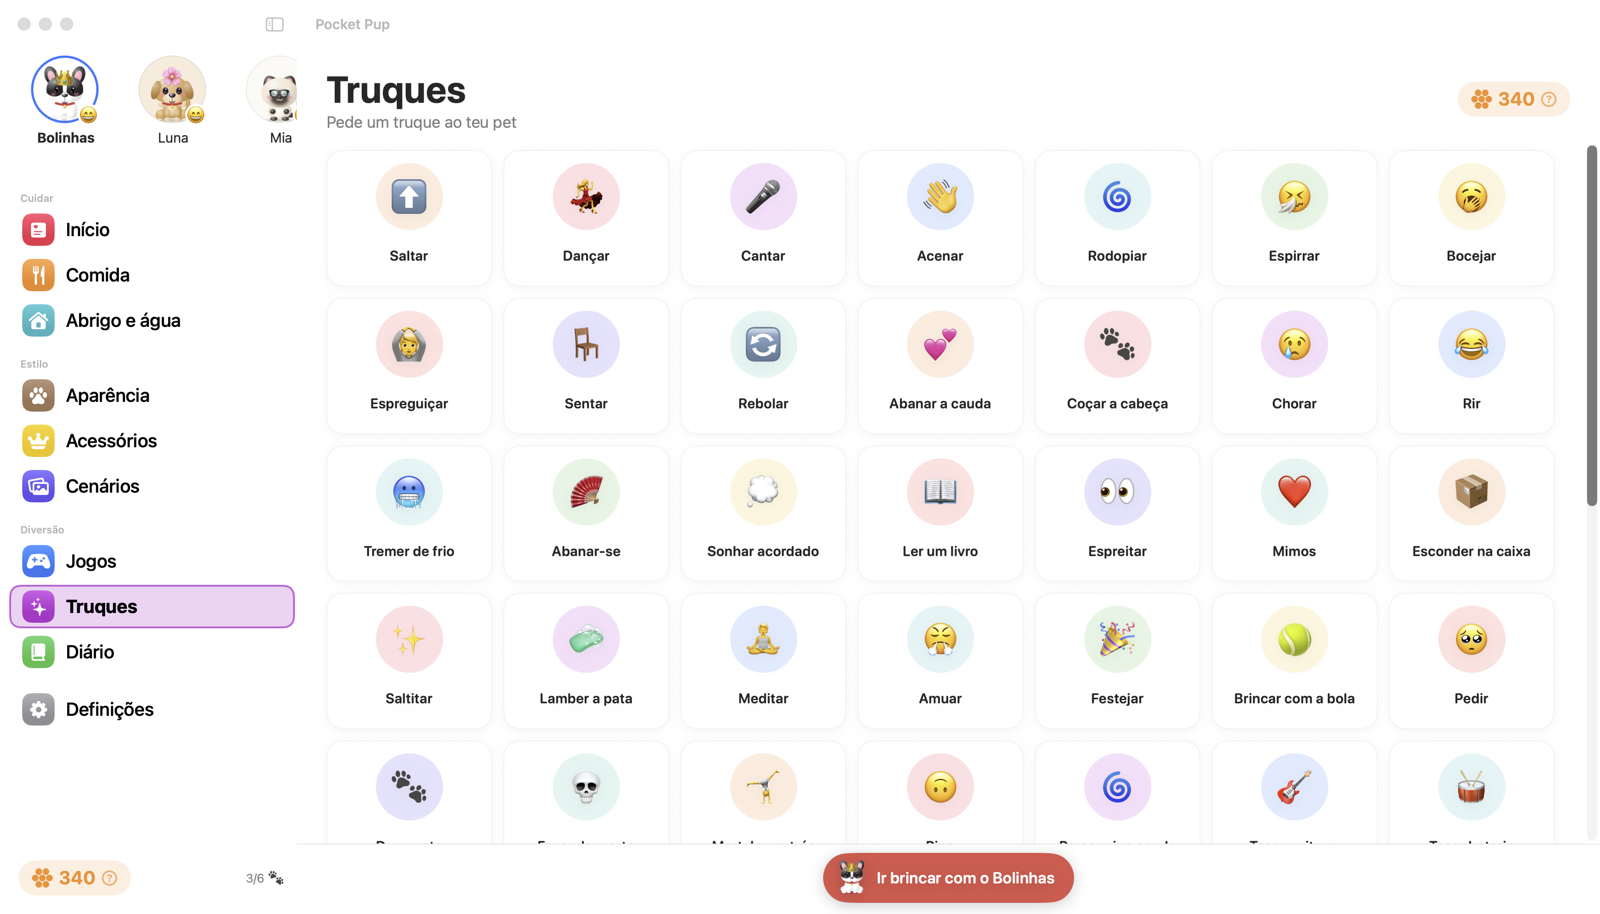 Pocket Pup
Bolinhas
Luna
Mia
Cuidar
Início
Comida
Abrigo e água
Estilo
Aparência
Acessórios
Cenários
Diversão
Jogos
Truques
Diário
Definições
340
3/6
Truques
Pede um truque ao teu pet
340
Saltar
Dançar
Cantar
Acenar
Rodopiar
Espirrar
Bocejar
Espreguiçar
Sentar
Rebolar
Abanar a cauda
Coçar a cabeça
Chorar
Rir
Tremer de frio
Abanar-se
Sonhar acordado
Ler um livro
Espreitar
Mimos
Esconder na caixa
Saltitar
Lamber a pata
Meditar
Amuar
Festejar
Brincar com a bola
Pedir
Ir brincar com o Bolinhas